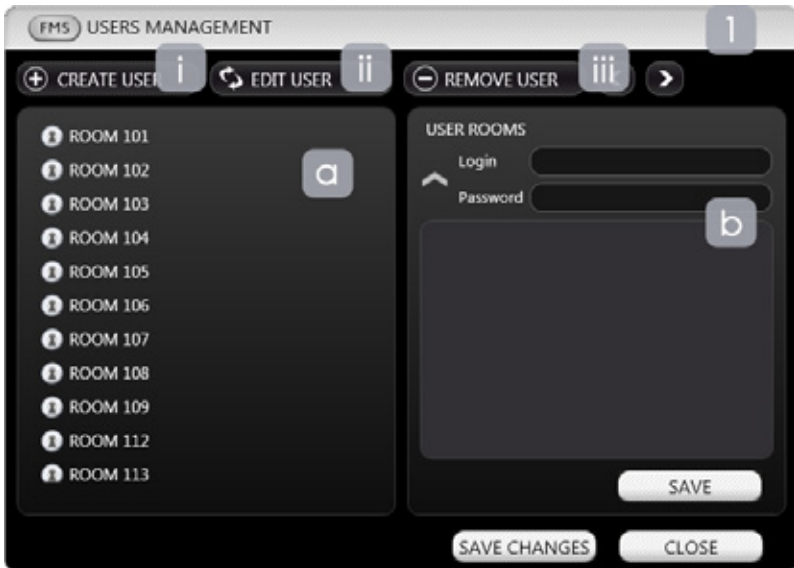 FMS USERS MANAGEMENT 1
CREATE USER i EDIT USER ii REMOVE USER iii
a
ROOM 101
ROOM 102
ROOM 103
ROOM 104
ROOM 105
ROOM 106
ROOM 107
ROOM 108
ROOM 109
ROOM 112
ROOM 113
USER ROOMS
Login
Password
b
SAVE
SAVE CHANGES CLOSE